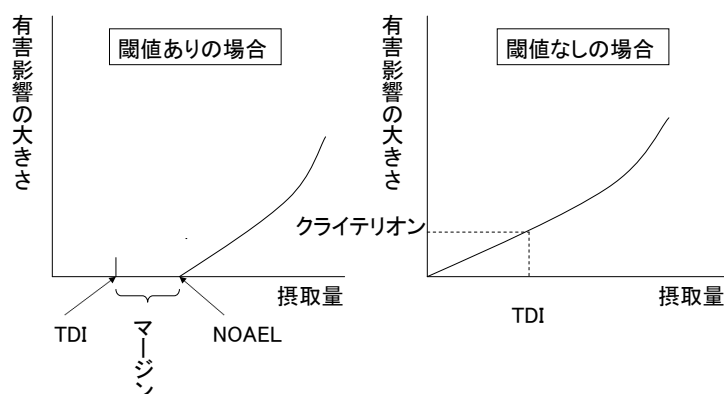 有害影響の大きさ
閾値ありの場合
摂取量
TDI
マージン
NOAEL
有害影響の大きさ
閾値なしの場合
クライテリオン
摂取量
TDI